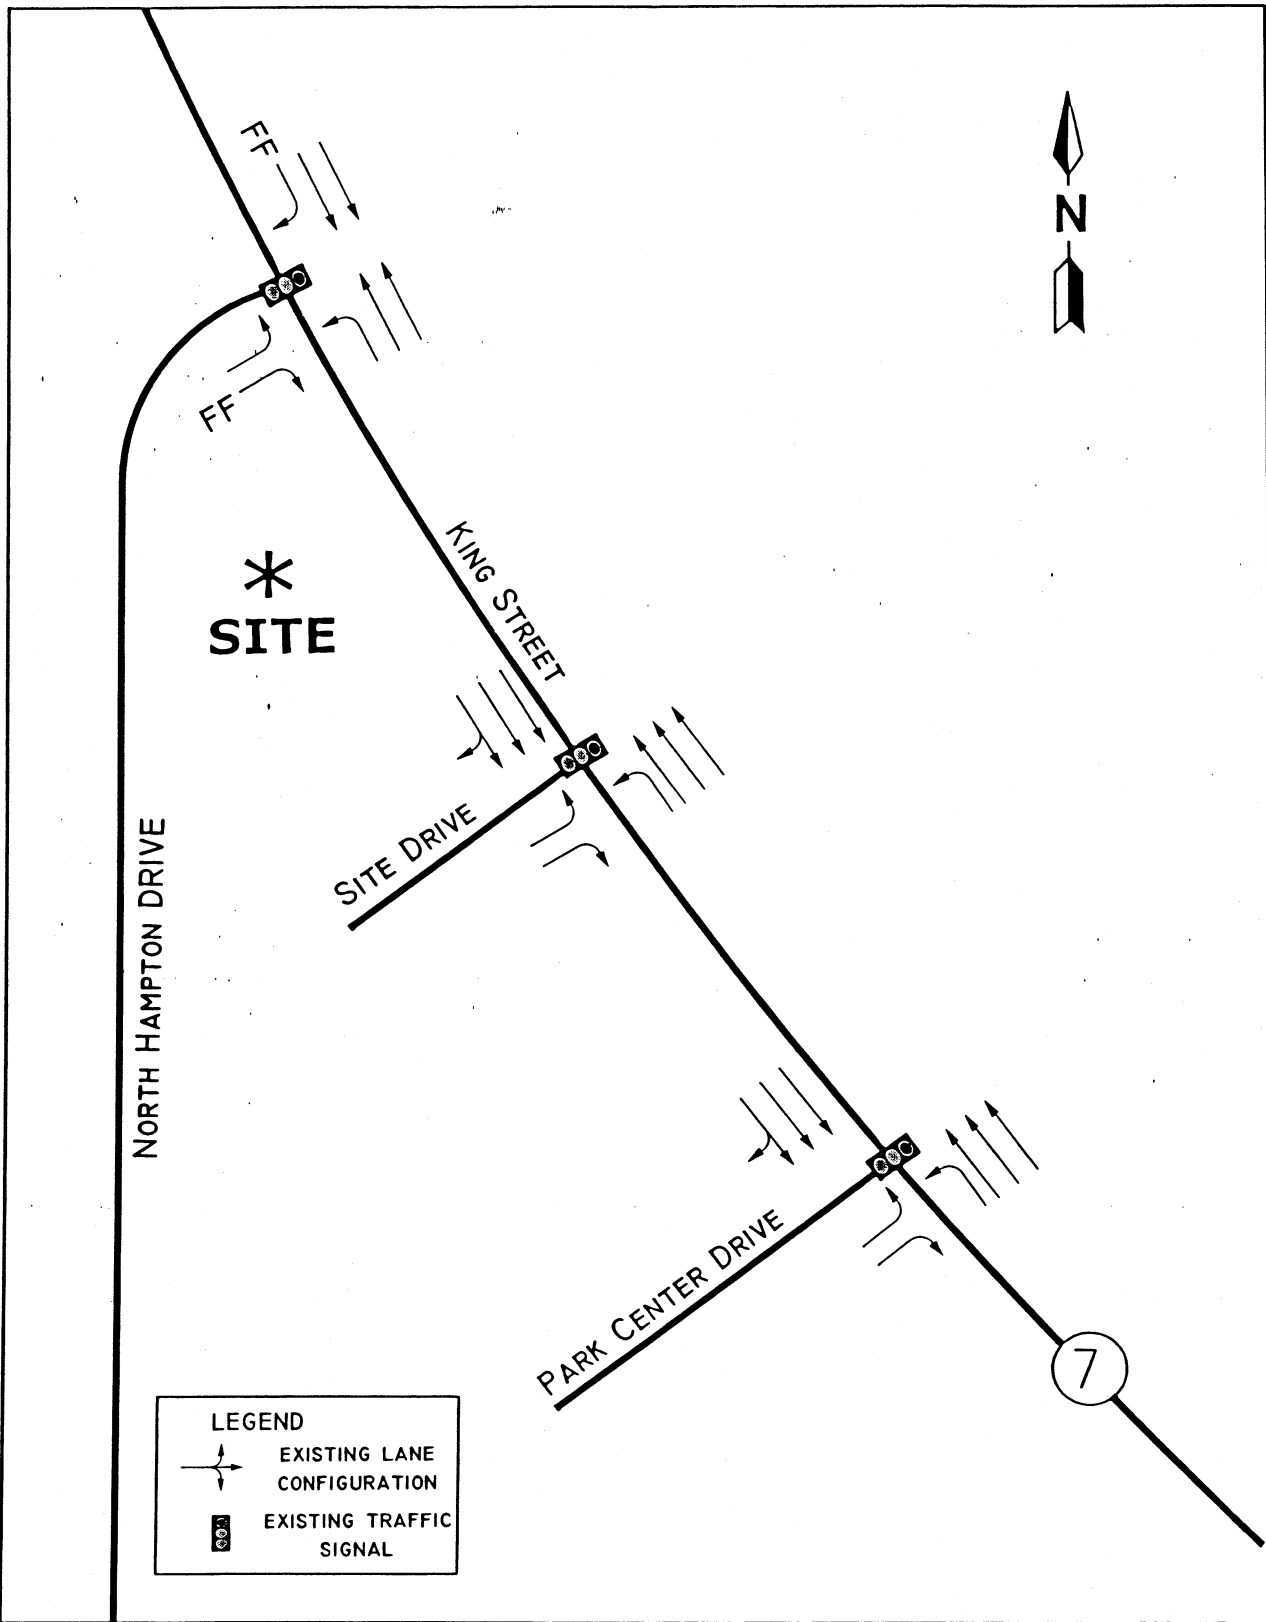 FF
N
FF
KING STREET
SITE
SITE DRIVE
NORTH HAMPTON DRIVE
PARK CENTER DRIVE
7
LEGEND
EXISTING LANE
CONFIGURATION
EXISTING TRAFFIC
SIGNAL